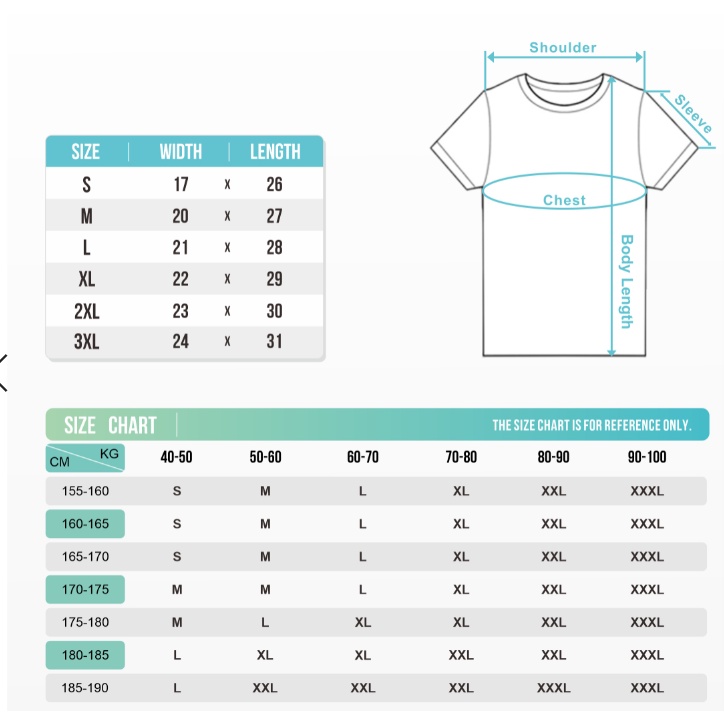 Shoulder
Sleeve
Chest
Body Length
SIZE WIDTH LENGTH
S 17 x 26
M 20 x 27
L 21 x 28
XL 22 x 29
2XL 23 x 30
3XL 24 x 31
SIZE CHART THE SIZE CHART IS FOR REFERENCE ONLY.
CM KG 40-50 50-60 60-70 70-80 80-90 90-100
155-160 S M L XL XXL XXXL
160-165 S M L XL XXL XXXL
165-170 S M L XL XXL XXXL
170-175 M M L XL XXL XXXL
175-180 M L XL XL XXL XXXL
180-185 L XL XL XXL XXL XXXL
185-190 L XXL XXL XXL XXXL XXXL